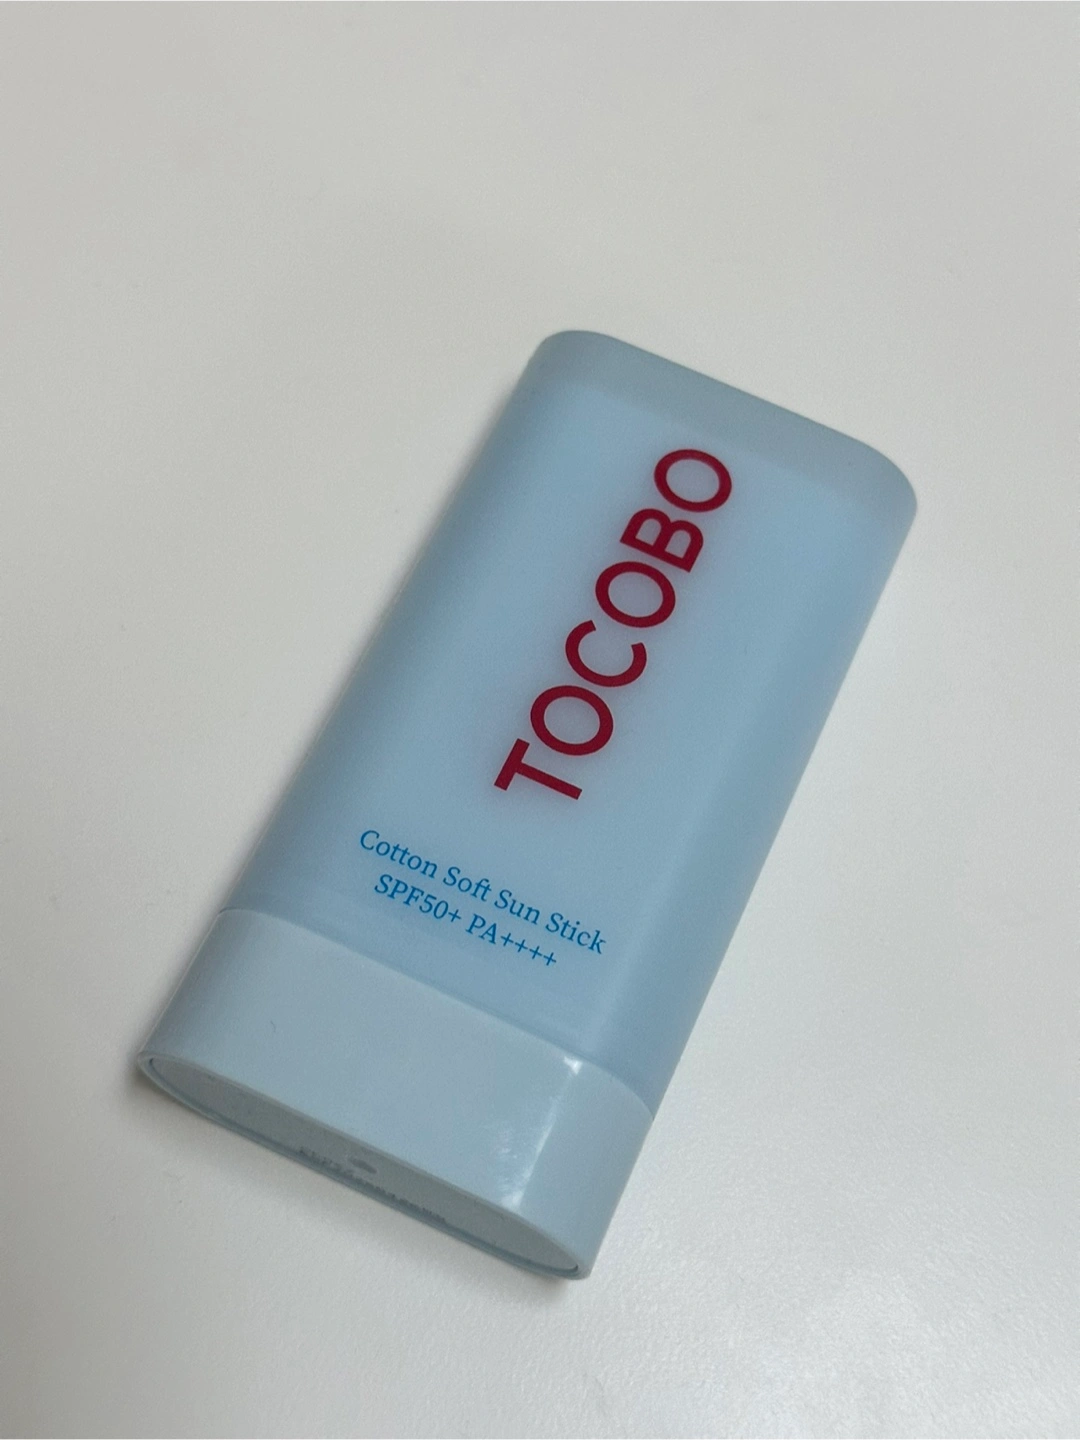 TOCOBO
Cotton Soft Sun Stick
SPF50+ PA++++